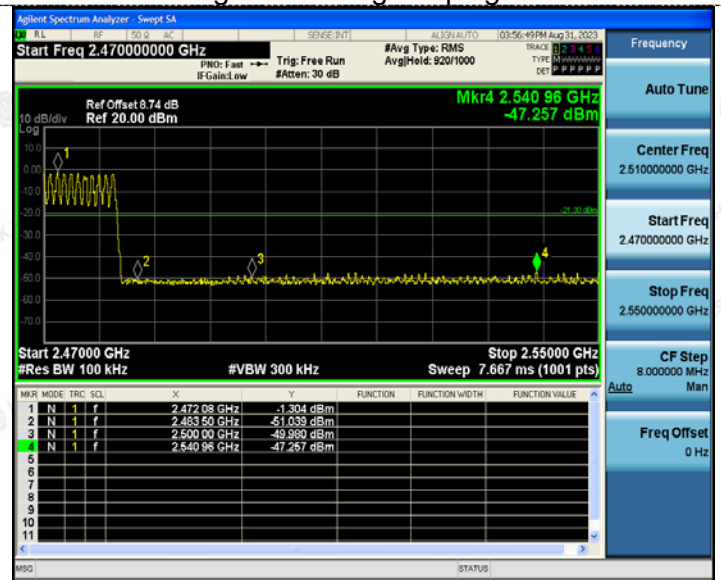 Agilent Spectrum Analyzer - Swept SA
RL RF 50 Ω AC SENSE:INT ALIGNAUTO 03:56:49PM Aug 31, 2023
Start Freq 2.470000000 GHz
PNO: Fast
IFGain:Low
Trig: Free Run
#Atten: 30 dB
#Avg Type: RMS
Avg|Hold: 920/1000
TRACE 1 2 3 4 5 6
TYPE M
DET P P P P P P
Ref Offset 8.74 dB
Ref 20.00 dBm
10 dB/div
Log
Mkr4 2.540 96 GHz
-47.257 dBm
10.0
0.00
-10.0
-20.0
-30.0
-40.0
-50.0
-60.0
-70.0
1
2
3
4
-21.30 dBm
Start 2.47000 GHz Stop 2.55000 GHz
#Res BW 100 kHz #VBW 300 kHz Sweep 7.667 ms (1001 pts)
MKR MODE TRC SCL X Y FUNCTION FUNCTION WIDTH FUNCTION VALUE
1 N 1 f 2.472 08 GHz -1.304 dBm
2 N 1 f 2.483 50 GHz -51.039 dBm
3 N 1 f 2.500 00 GHz -49.980 dBm
4 N 1 f 2.540 96 GHz -47.257 dBm
5
6
7
8
9
10
11
MSG STATUS
Frequency
Auto Tune
Center Freq
2.510000000 GHz
Start Freq
2.470000000 GHz
Stop Freq
2.550000000 GHz
CF Step
8.000000 MHz
Auto Man
Freq Offset
0 Hz